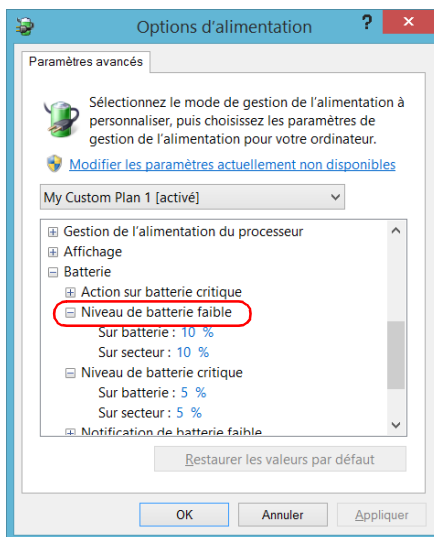 Options d'alimentation
Paramètres avancés
Sélectionnez le mode de gestion de l'alimentation à
personnaliser, puis choisissez les paramètres de
gestion de l'alimentation pour votre ordinateur.
Modifier les paramètres actuellement non disponibles
My Custom Plan 1 [activé]
Gestion de l'alimentation du processeur
Affichage
Batterie
Action sur batterie critique
Niveau de batterie faible
Sur batterie : 10 %
Sur secteur : 10 %
Niveau de batterie critique
Sur batterie : 5 %
Sur secteur : 5 %
Notification de batterie faible
Restaurer les valeurs par défaut
OK Annuler Appliquer